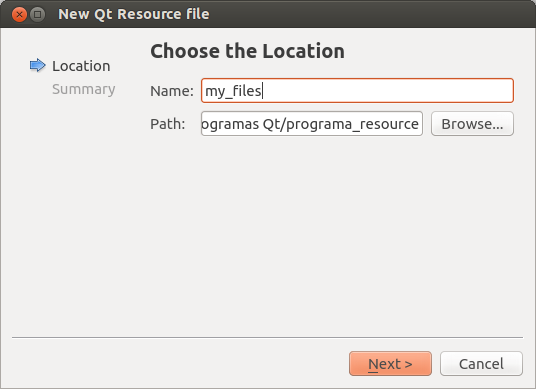 New Qt Resource file
Location
Summary
Choose the Location
Name: my_files
Path: ogramas Qt/programa_resource Browse...
Next > Cancel